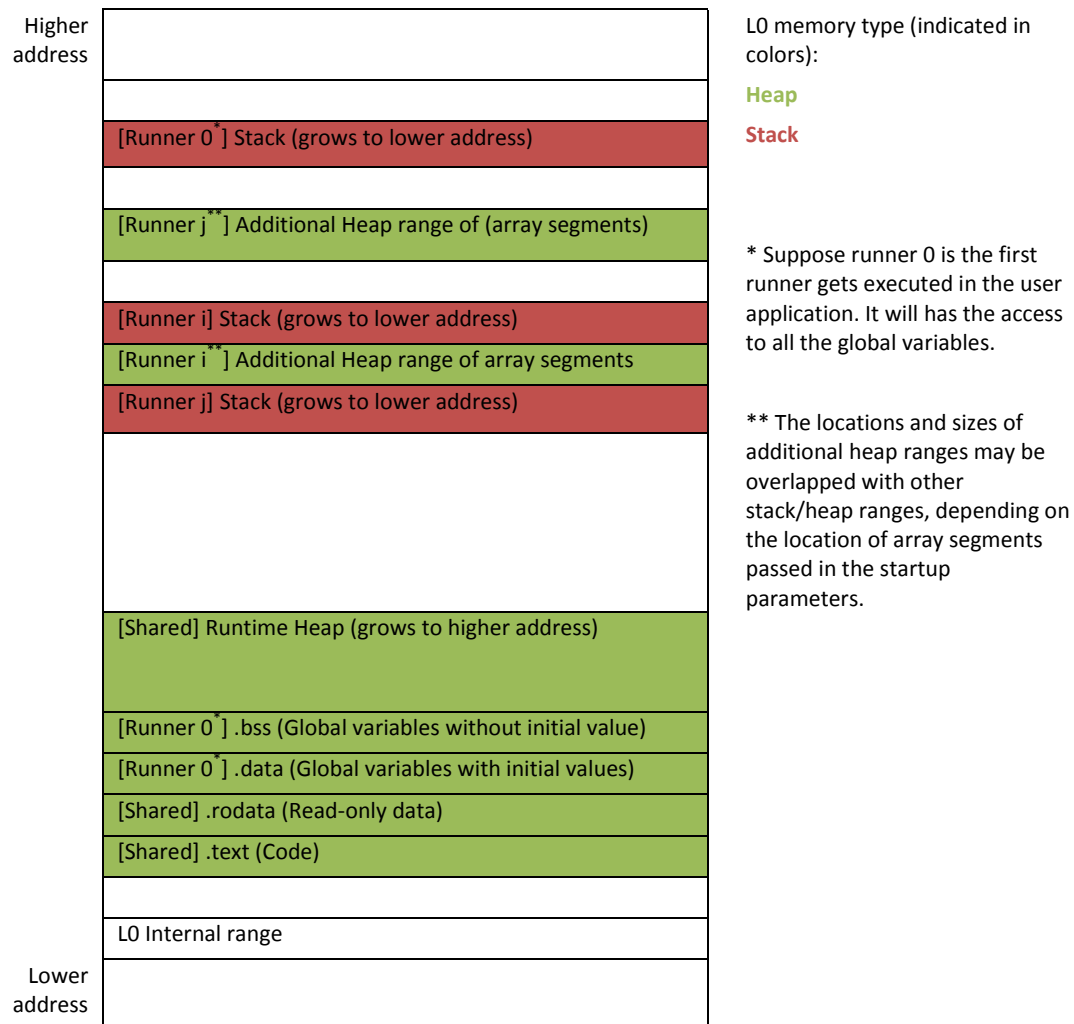 Higher
address
[Runner 0*] Stack (grows to lower address)
[Runner j**] Additional Heap range of (array segments)
[Runner i] Stack (grows to lower address)
[Runner i**] Additional Heap range of array segments
[Runner j] Stack (grows to lower address)
[Shared] Runtime Heap (grows to higher address)
[Runner 0*] .bss (Global variables without initial value)
[Runner 0*] .data (Global variables with initial values)
[Shared] .rodata (Read-only data)
[Shared] .text (Code)
L0 Internal range
Lower
address
L0 memory type (indicated in
colors):
Heap
Stack
* Suppose runner 0 is the first
runner gets executed in the user
application. It will has the access
to all the global variables.
** The locations and sizes of
additional heap ranges may be
overlapped with other
stack/heap ranges, depending on
the location of array segments
passed in the startup
parameters.